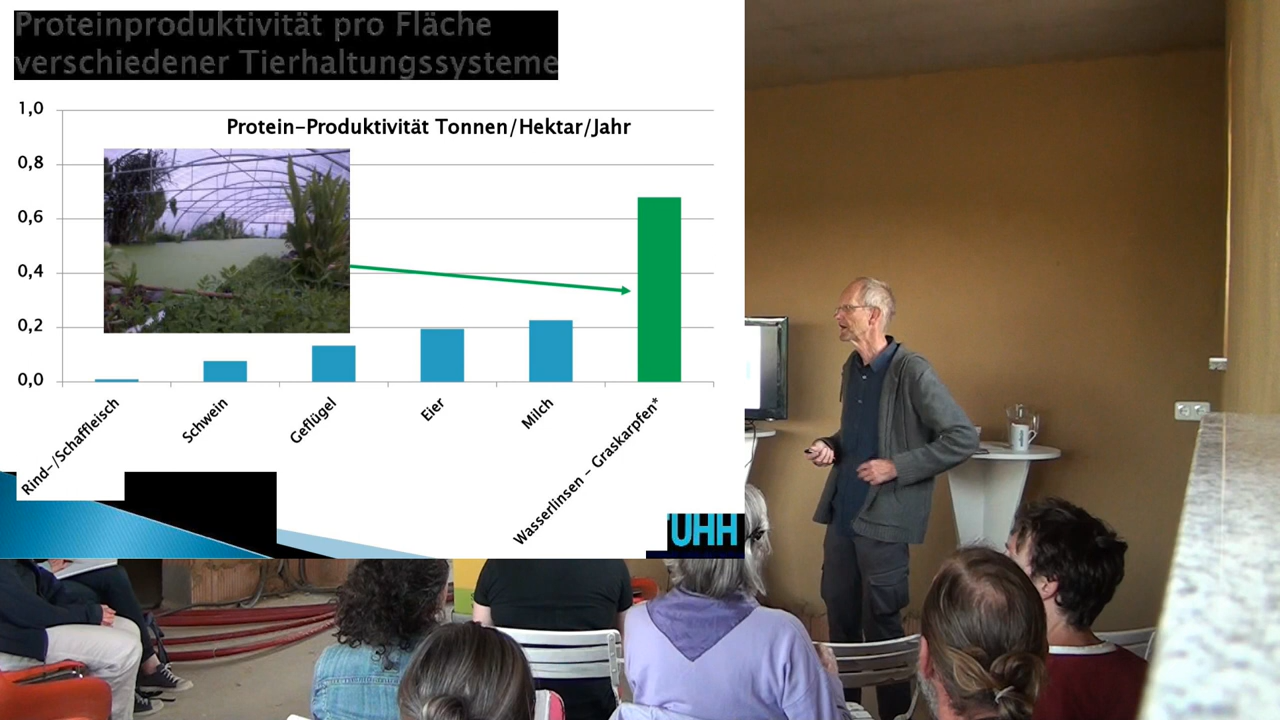 Proteinproduktivität pro Fläche
verschiedener Tierhaltungssysteme
Protein-Produktivität Tonnen/Hektar/Jahr
1,0
0,8
0,6
0,4
0,2
0,0
Rind-/Schaffleisch
Schwein
Geflügel
Eier
Milch
Wasserlinsen - Graskarpfen*
TUHH